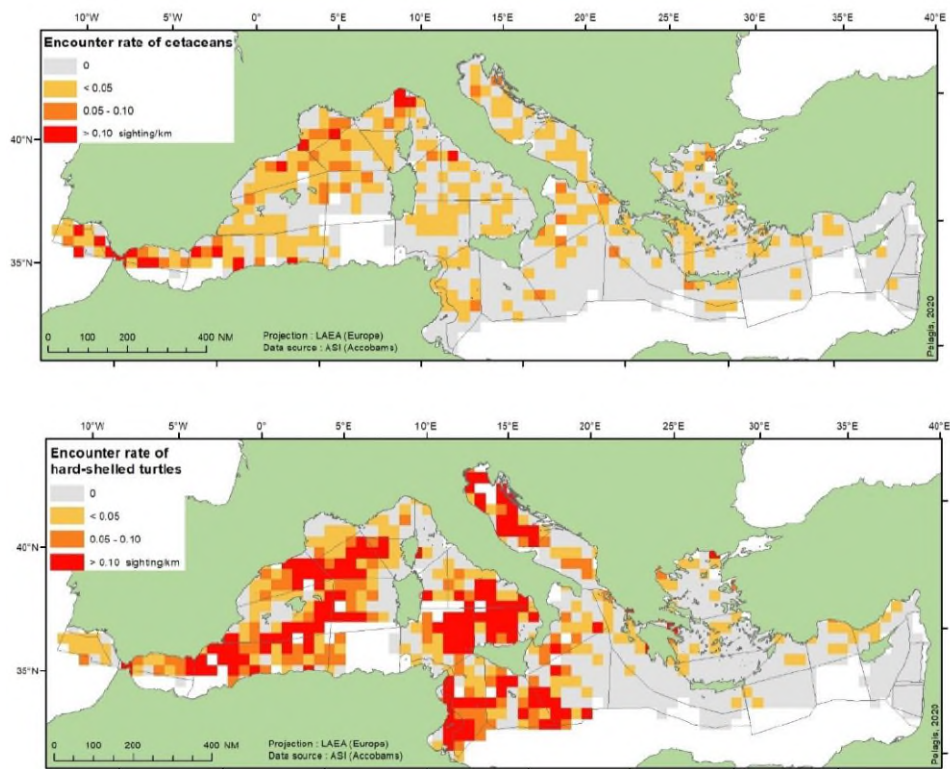 10°W 5°W 0° 5°E 10°E 15°E 20°E 25°E 30°E 35°E 40°E
Encounter rate of cetaceans
0
< 0.05
0.05 - 0.10
> 0.10 sighting/km
40°N
35°N
0 100 200 400 NM
Projection : LAEA (Europe)
Data source : ASI (Accobams)
Pelagis, 2020
10°W 5°W 0° 5°E 10°E 15°E 20°E 25°E 30°E 35°E 40°E
Encounter rate of
hard-shelled turtles
0
< 0.05
0.05 - 0.10
> 0.10 sighting/km
40°N
35°N
0 100 200 400 NM
Projection : LAEA (Europe)
Data source : ASI (Accobams)
Pelagis, 2020